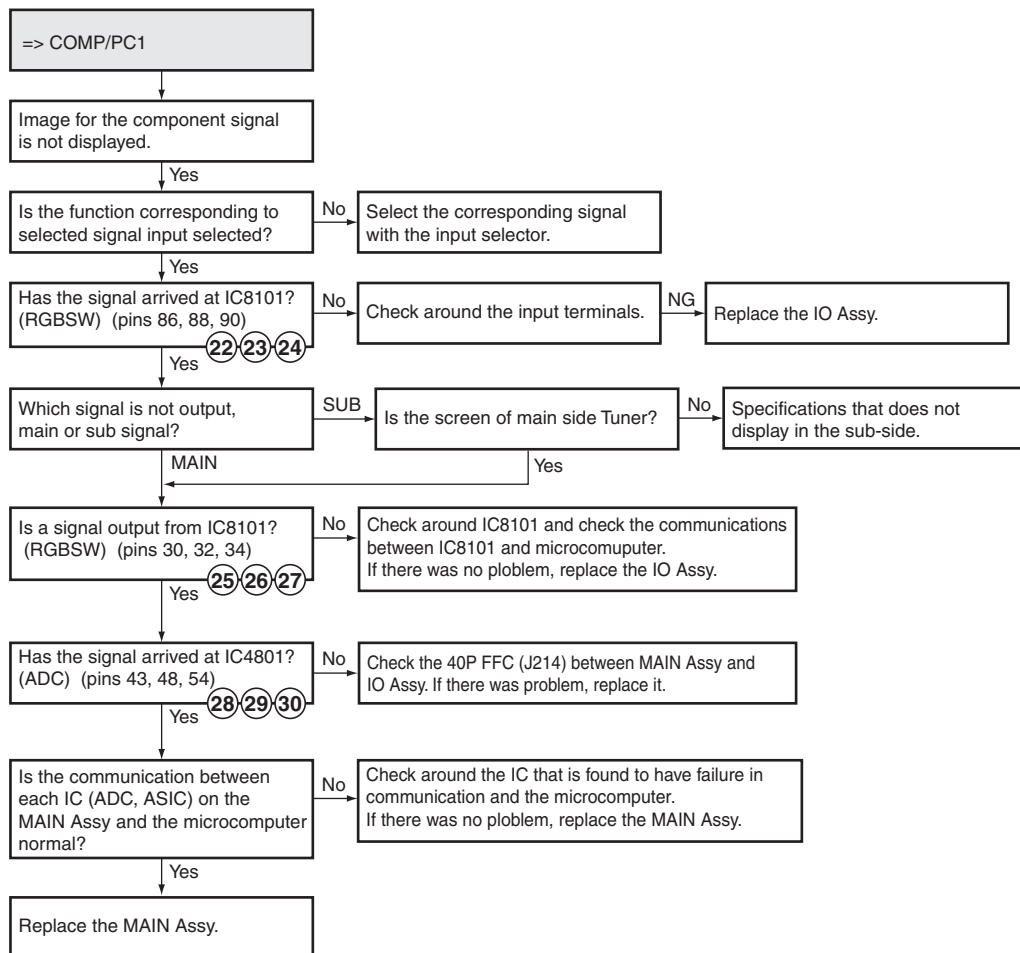 => COMP/PC1
Image for the component signal
is not displayed.
Yes
Is the function corresponding to
selected signal input selected?
No
Select the corresponding signal
with the input selector.
Yes
Has the signal arrived at IC8101?
(RGBSW) (pins 86, 88, 90)
22 23 24
No
Check around the input terminals.
NG
Replace the IO Assy.
Yes
Which signal is not output,
main or sub signal?
SUB
Is the screen of main side Tuner?
No
Specifications that does not
display in the sub-side.
MAIN
Yes
Is a signal output from IC8101?
(RGBSW) (pins 30, 32, 34)
25 26 27
No
Check around IC8101 and check the communications
between IC8101 and microcomuputer.
If there was no ploblem, replace the IO Assy.
Yes
Has the signal arrived at IC4801?
(ADC) (pins 43, 48, 54)
28 29 30
No
Check the 40P FFC (J214) between MAIN Assy and
IO Assy. If there was problem, replace it.
Yes
Is the communication between
each IC (ADC, ASIC) on the
MAIN Assy and the microcomputer
normal?
No
Check around the IC that is found to have failure in
communication and the microcomputer.
If there was no ploblem, replace the MAIN Assy.
Yes
Replace the MAIN Assy.